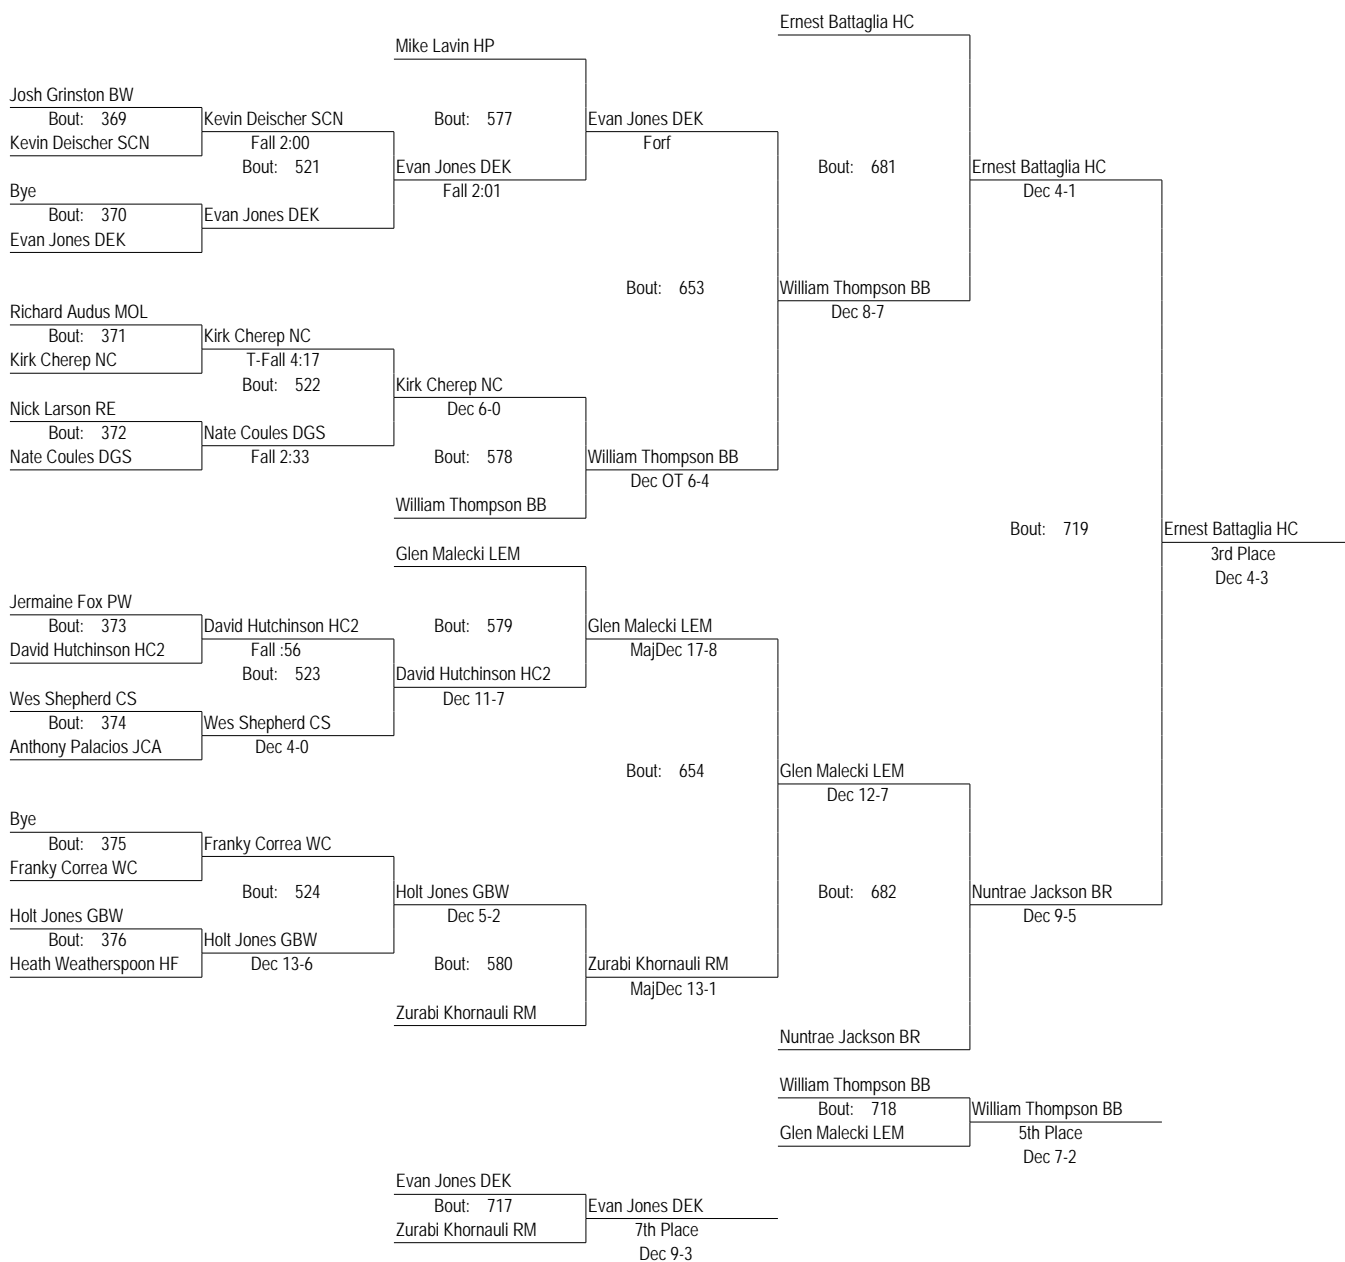 Ernest Battaglia HC
Mike Lavin HP
Josh Grinston BW
Bout: 369
Kevin Deischer SCN
Kevin Deischer SCN
Fall 2:00
Bout: 521
Bye
Bout: 370
Evan Jones DEK
Evan Jones DEK
Bout: 577
Evan Jones DEK
Fall 2:01
Evan Jones DEK
Forf
Bout: 681
Ernest Battaglia HC
Dec 4-1
Richard Audus MOL
Bout: 371
Kirk Cherep NC
Kirk Cherep NC
T-Fall 4:17
Bout: 522
Nick Larson RE
Bout: 372
Nate Coules DGS
Nate Coules DGS
Fall 2:33
Kirk Cherep NC
Dec 6-0
Bout: 578
William Thompson BB
William Thompson BB
Dec OT 6-4
Bout: 653
William Thompson BB
Dec 8-7
Bout: 719
Ernest Battaglia HC
3rd Place
Dec 4-3
Glen Malecki LEM
Jermaine Fox PW
Bout: 373
David Hutchinson HC2
David Hutchinson HC2
Fall :56
Bout: 523
Wes Shepherd CS
Bout: 374
Anthony Palacios JCA
Wes Shepherd CS
Dec 4-0
Bout: 579
David Hutchinson HC2
Dec 11-7
Glen Malecki LEM
MajDec 17-8
Bout: 654
Glen Malecki LEM
Dec 12-7
Bye
Bout: 375
Franky Correa WC
Franky Correa WC
Bout: 524
Holt Jones GBW
Bout: 376
Heath Weatherspoon HF
Holt Jones GBW
Dec 13-6
Holt Jones GBW
Dec 5-2
Bout: 580
Zurabi Khornauli RM
Zurabi Khornauli RM
MajDec 13-1
Bout: 682
Nuntrae Jackson BR
Dec 9-5
Nuntrae Jackson BR
William Thompson BB
Bout: 718
Glen Malecki LEM
William Thompson BB
5th Place
Dec 7-2
Evan Jones DEK
Bout: 717
Zurabi Khornauli RM
Evan Jones DEK
7th Place
Dec 9-3